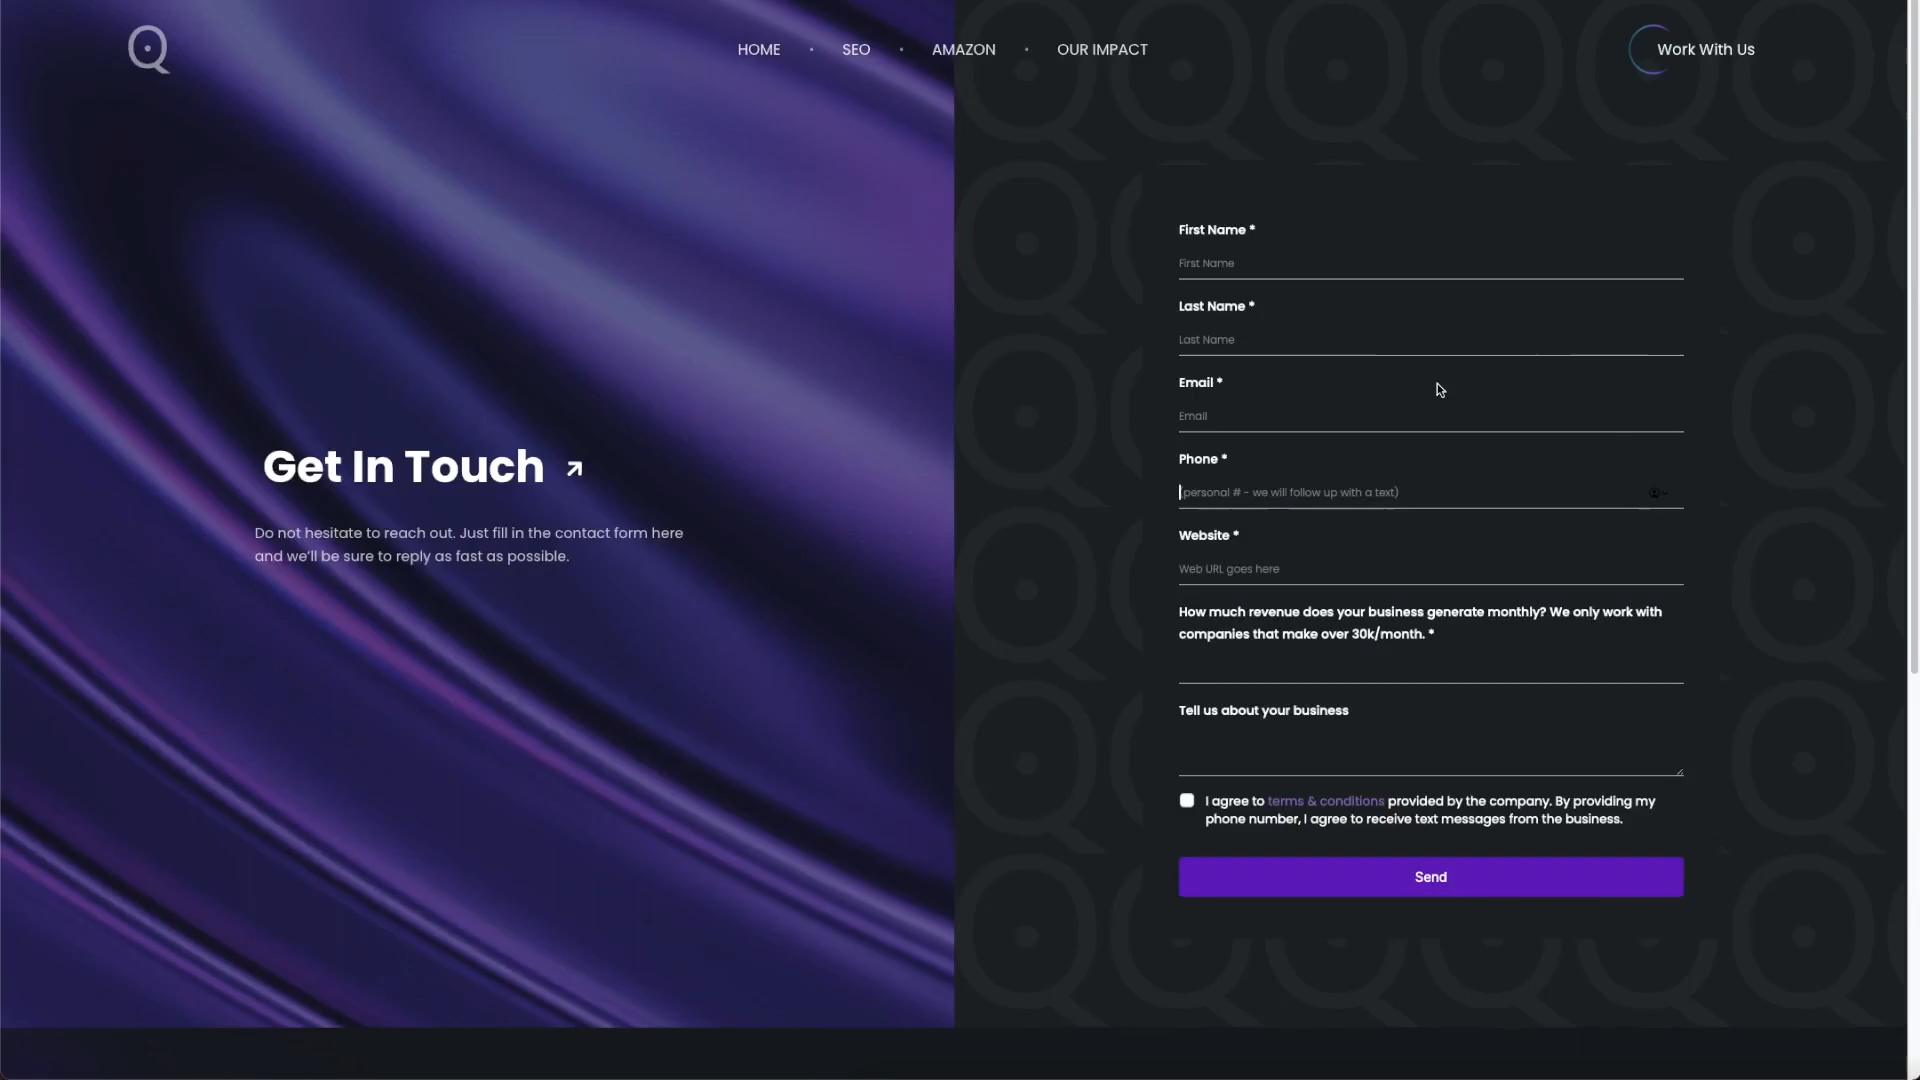 Q
HOME • SEO • AMAZON • OUR IMPACT
Work With Us
Get In Touch
Do not hesitate to reach out. Just fill in the contact form here
and we'll be sure to reply as fast as possible.
First Name *
First Name
Last Name *
Last Name
Email *
Email
Phone *
(personal # - we will follow up with a text)
Website *
Web URL goes here
How much revenue does your business generate monthly? We only work with
companies that make over 30k/month. *
Tell us about your business
I agree to terms & conditions provided by the company. By providing my
phone number, I agree to receive text messages from the business.
Send